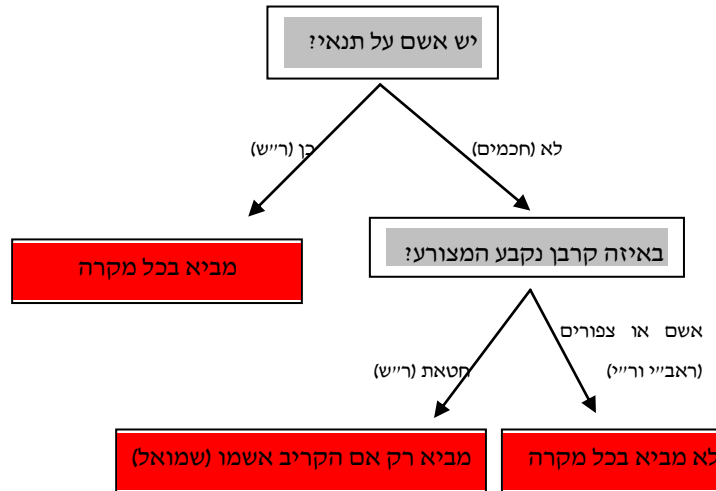 יש אשם על תנאי?
לא (חכמים)
כן (ר״ש)
באיזה קרבן נקבע המצורע?
מביא בכל מקרה
אשם או צפורים
(ראב״י ור״י)
חטאת (ר״ש)
לא מביא בכל מקרה
מביא רק אם הקריב אשמו (שמואל)